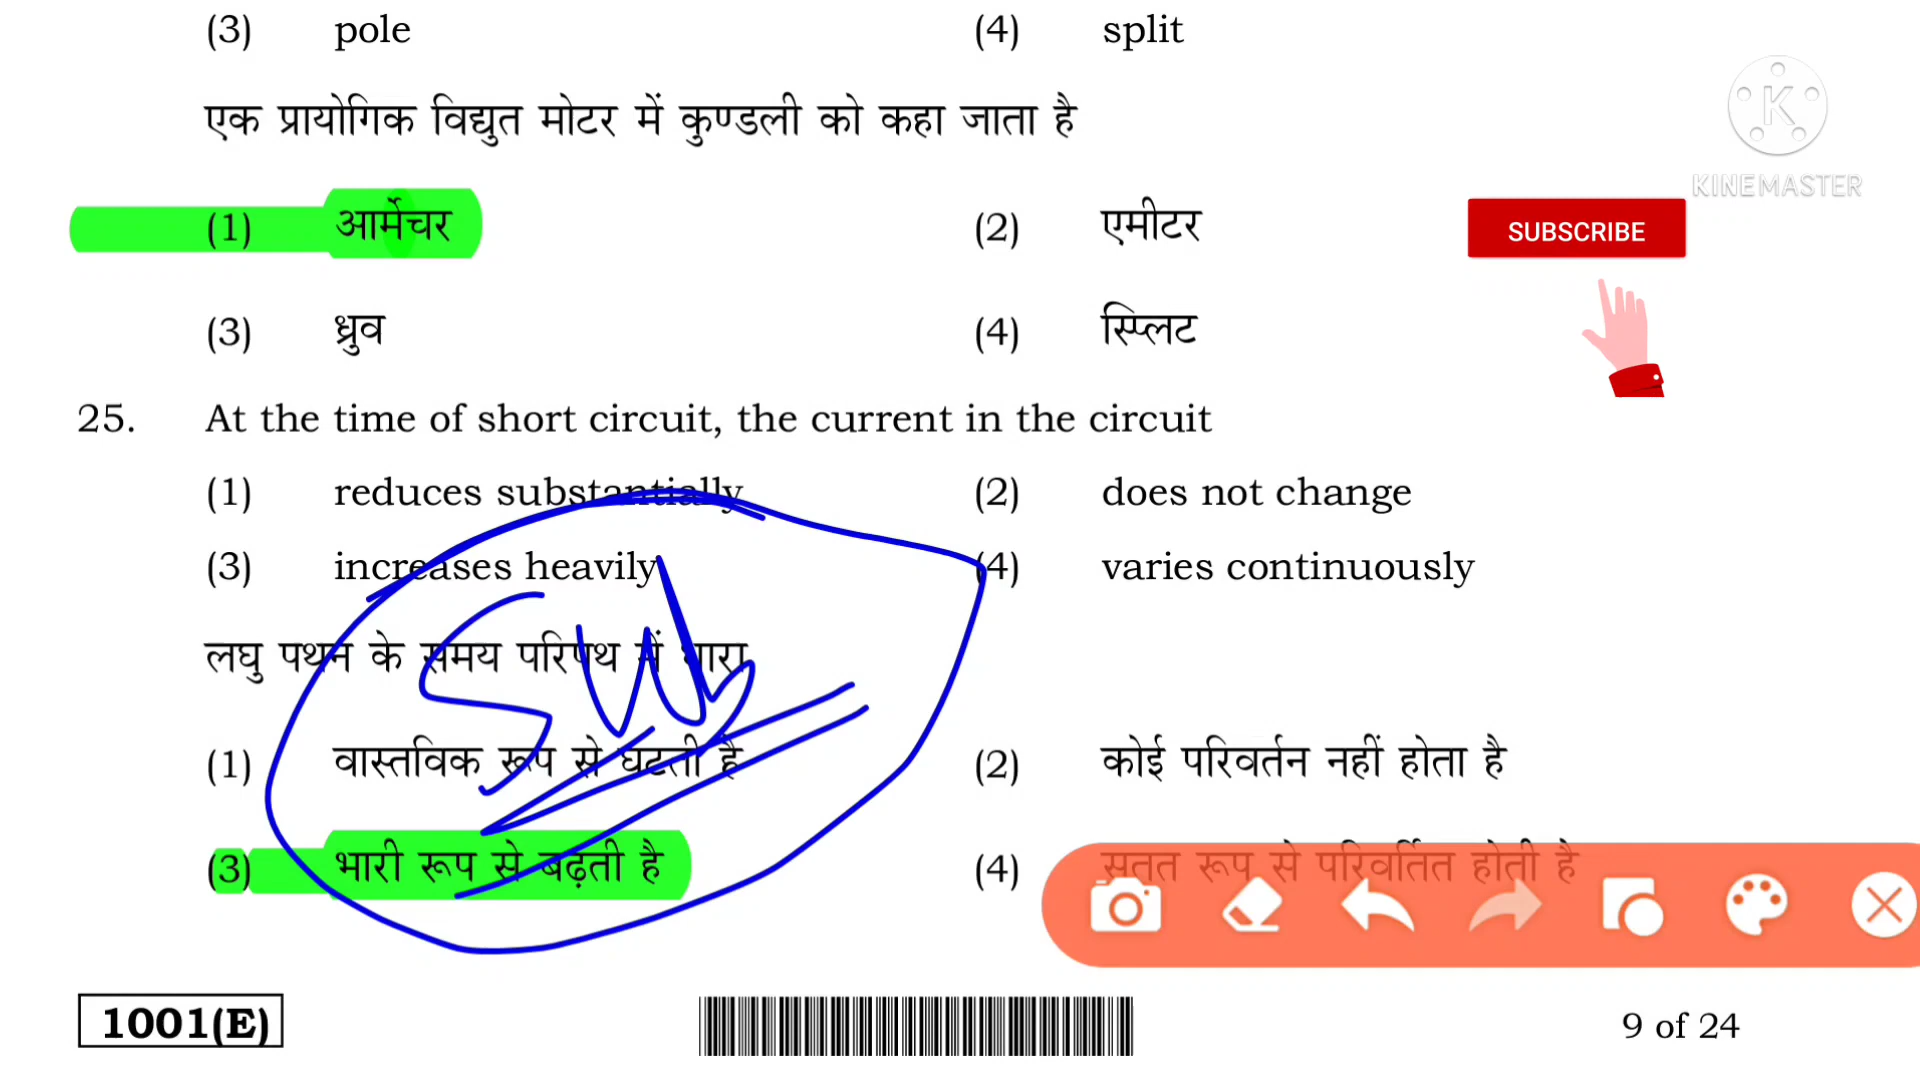 (3) pole (4) split
एक प्रायोगिक विद्युत मोटर में कुण्डली को कहा जाता है
KINEMASTER
(1) आर्मेचर (2) एमीटर
SUBSCRIBE
(3) ध्रुव (4) स्प्लिट
25. At the time of short circuit, the current in the circuit
(1) reduces substantially (2) does not change
(3) increases heavily (4) varies continuously
लघु पथन के समय परिपथ में धारा
(1) वास्तविक रूप से घटती है (2) कोई परिवर्तन नहीं होता है
(3) भारी रूप से बढ़ती है (4) सतत रूप से परिवर्तित होती है
1001(E) 9 of 24